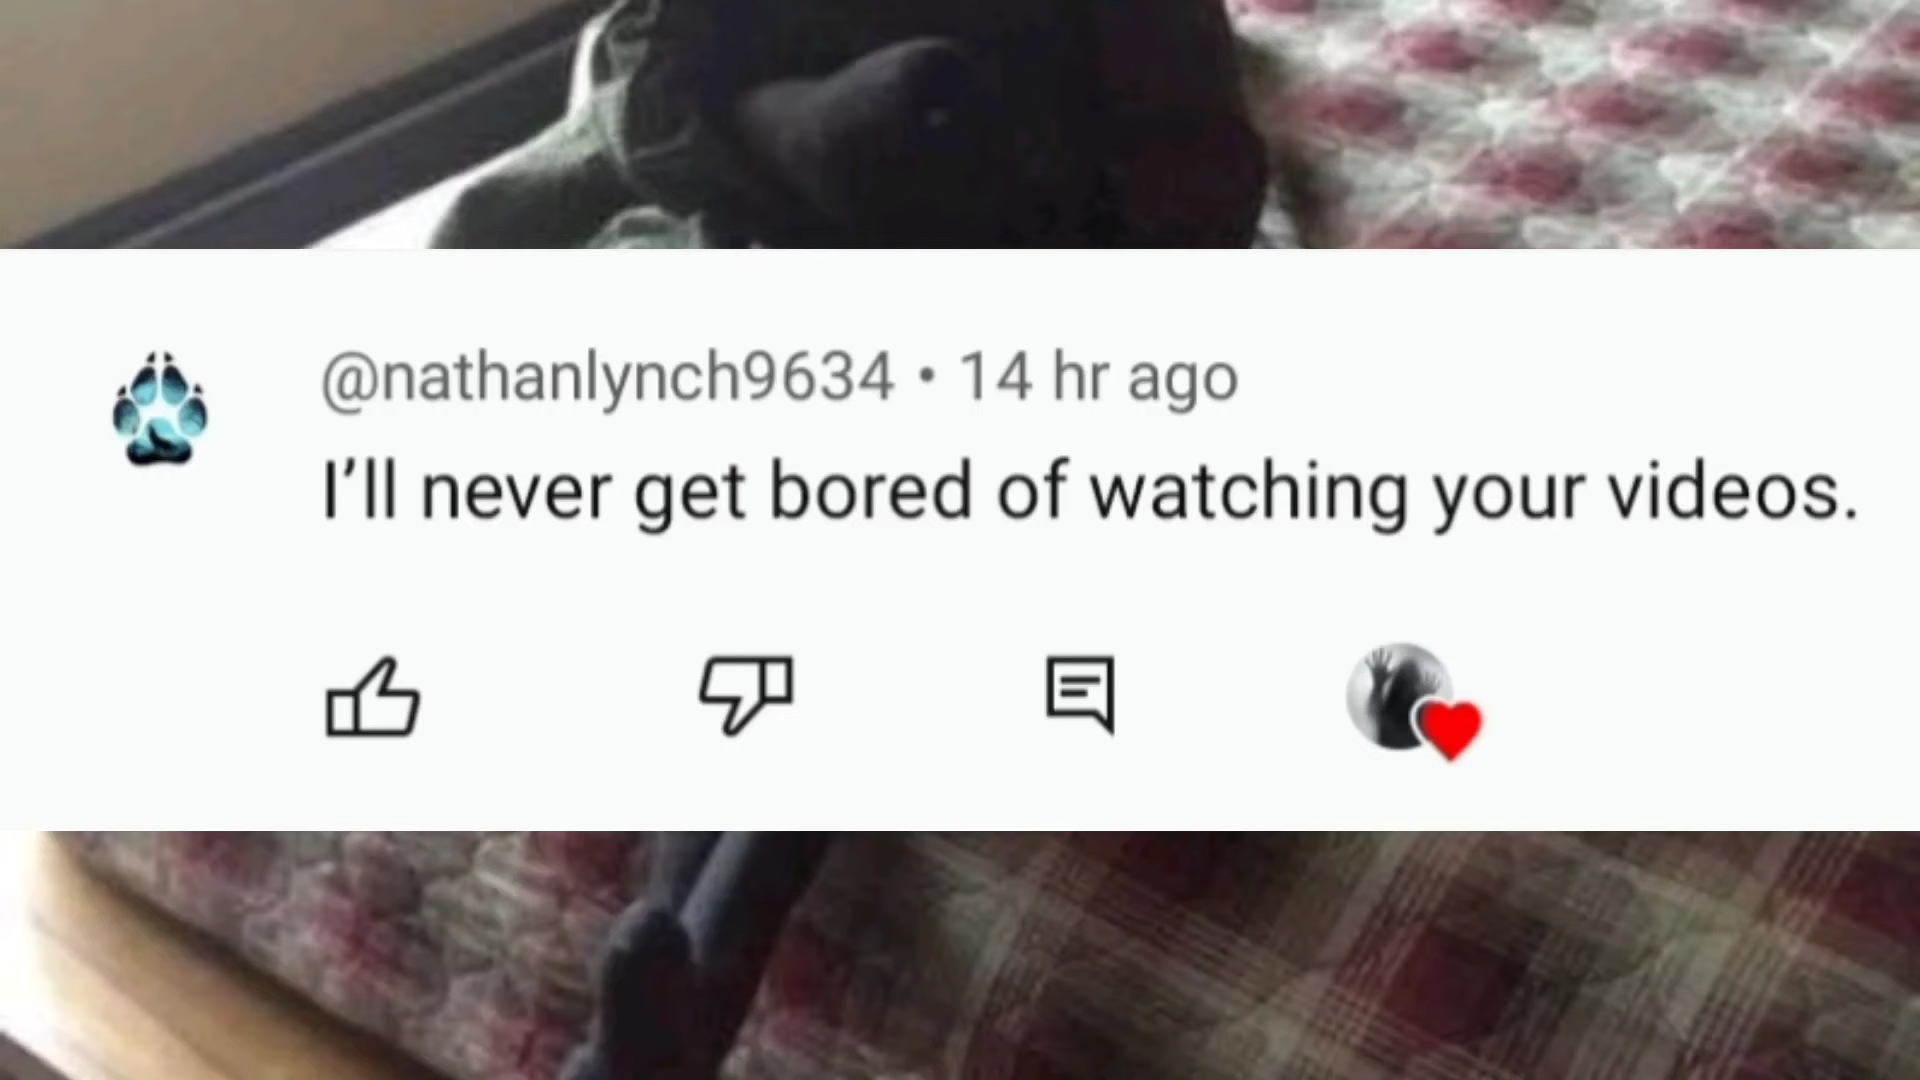 @nathanlynch9634 • 14 hr ago
I'll never get bored of watching your videos.